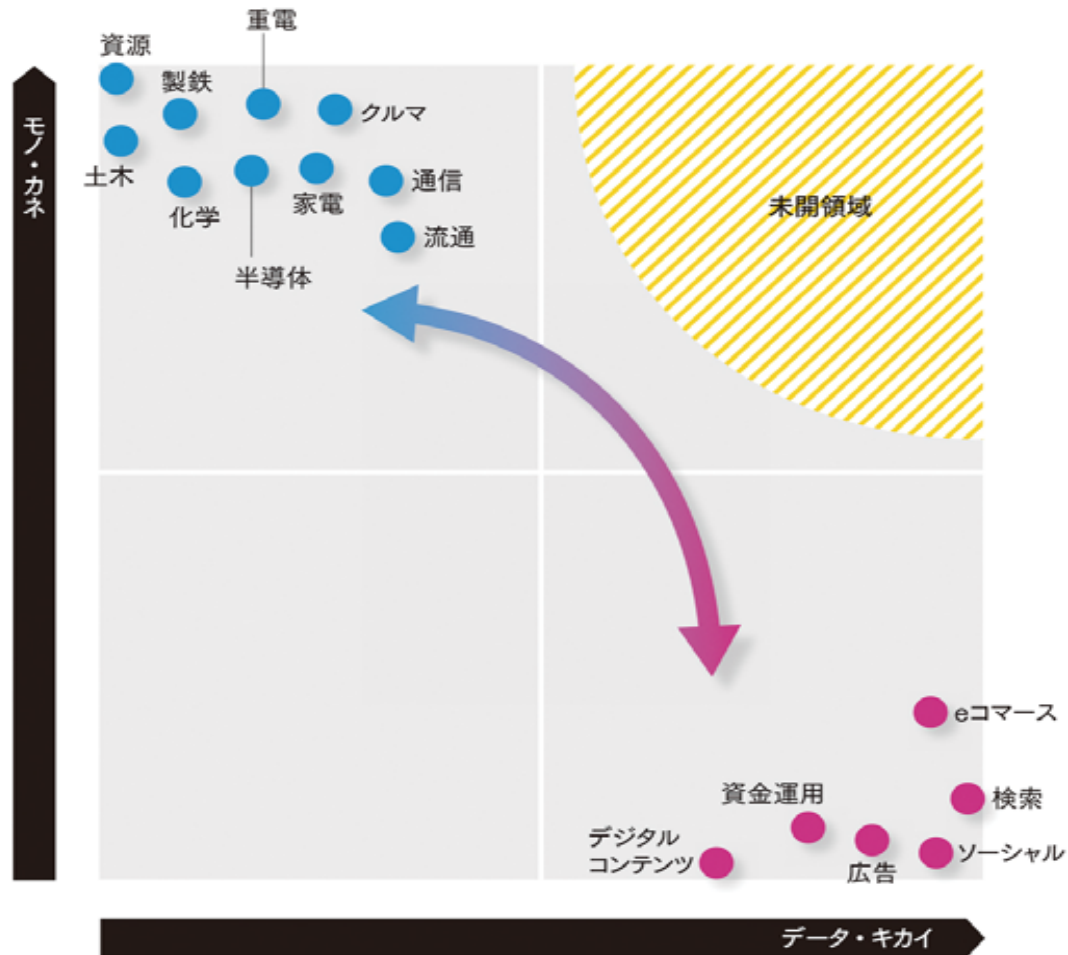 重電
資源
製鉄
クルマ
モノ・カネ
土木
化学
家電
通信
未開領域
流通
半導体
eコマース
資金運用
検索
デジタル
コンテンツ
広告
ソーシャル
データ・キカイ